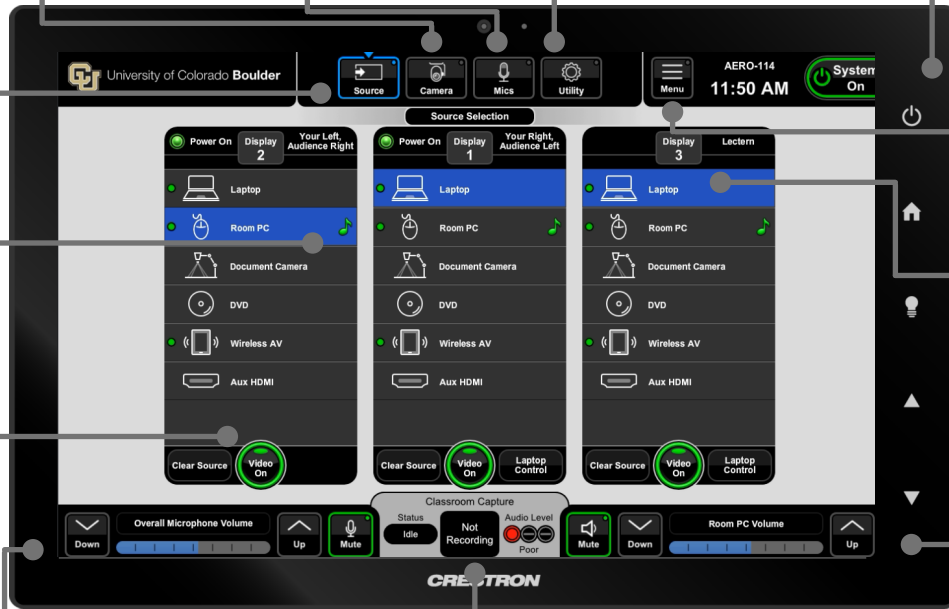 University of Colorado Boulder
Source
Camera
Mics
Utility
Menu
AERO-114
11:50 AM
System
On
Source Selection
Power On
Display
2
Your Left,
Audience Right
Laptop
Room PC
Document Camera
DVD
Wireless AV
Aux HDMI
Clear Source
Video
On
Power On
Display
1
Your Right,
Audience Left
Laptop
Room PC
Document Camera
DVD
Wireless AV
Aux HDMI
Clear Source
Video
On
Laptop
Control
Display
3
Lectern
Laptop
Room PC
Document Camera
DVD
Wireless AV
Aux HDMI
Clear Source
Video
On
Laptop
Control
Down
Overall Microphone Volume
Up
Mute
Classroom Capture
Status
Idle
Not
Recording
Audio Level
Poor
Mute
Down
Room PC Volume
Up
CRESTRON